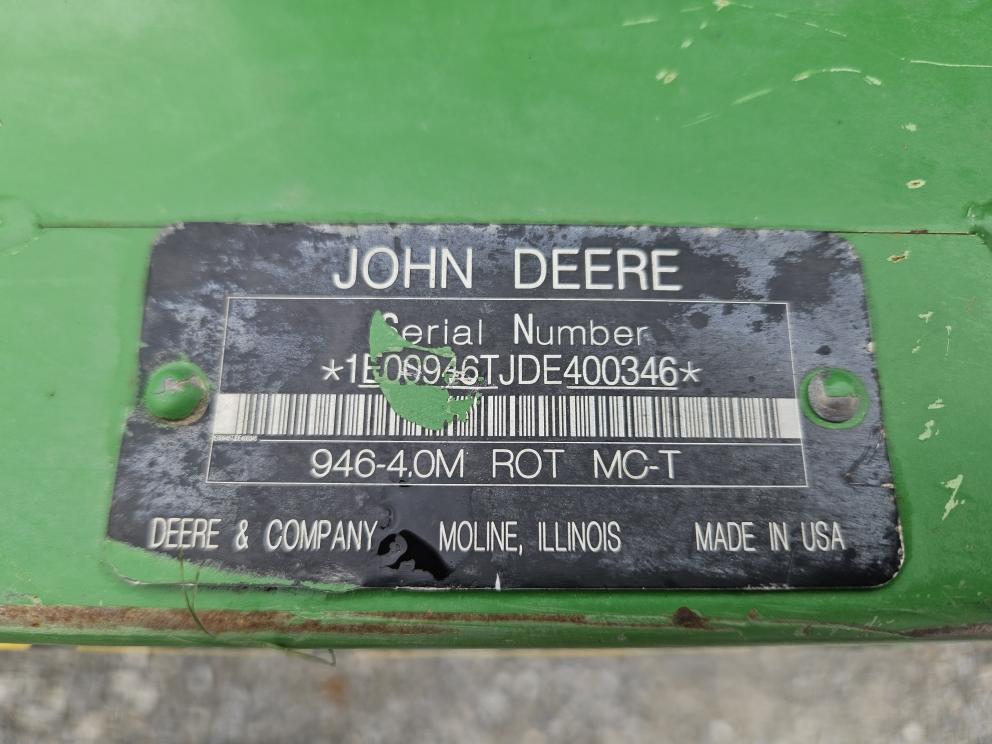 JOHN DEERE
Serial Number
*1E00946TJDE400346*
946-4.0M ROT MC-T
DEERE & COMPANY MOLINE, ILLINOIS MADE IN USA